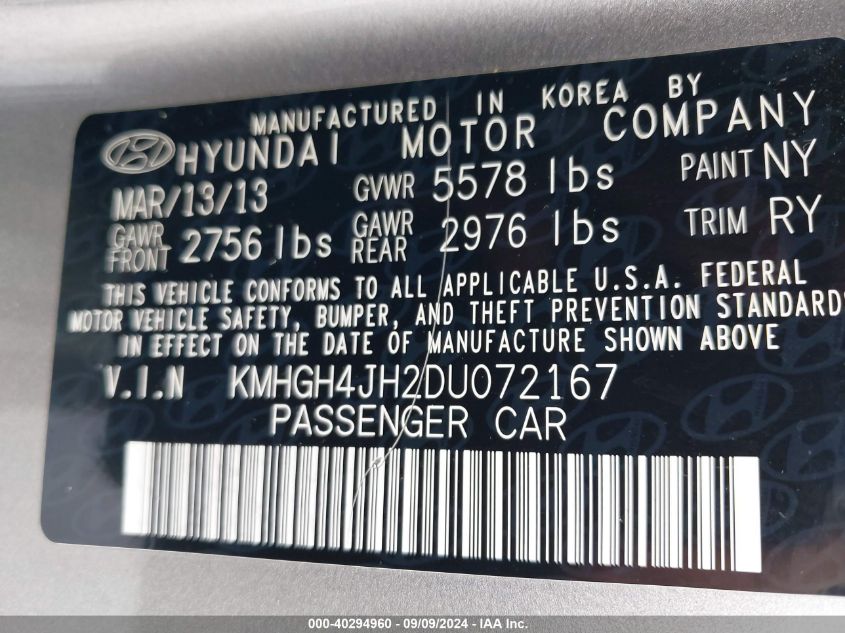 MANUFACTURED IN KOREA BY
HYUNDAI MOTOR COMPANY
MAR/13/13 GVWR 5578 lbs PAINT NY
GAWR FRONT 2756 lbs GAWR REAR 2976 lbs TRIM RY
THIS VEHICLE CONFORMS TO ALL APPLICABLE U.S.A. FEDERAL
MOTOR VEHICLE SAFETY, BUMPER, AND THEFT PREVENTION STANDARDS
IN EFFECT ON THE DATE OF MANUFACTURE SHOWN ABOVE
V.I.N KMHGH4JH2DU072167
PASSENGER CAR
000-40294960 - 09/09/2024 - © IAA, Inc.